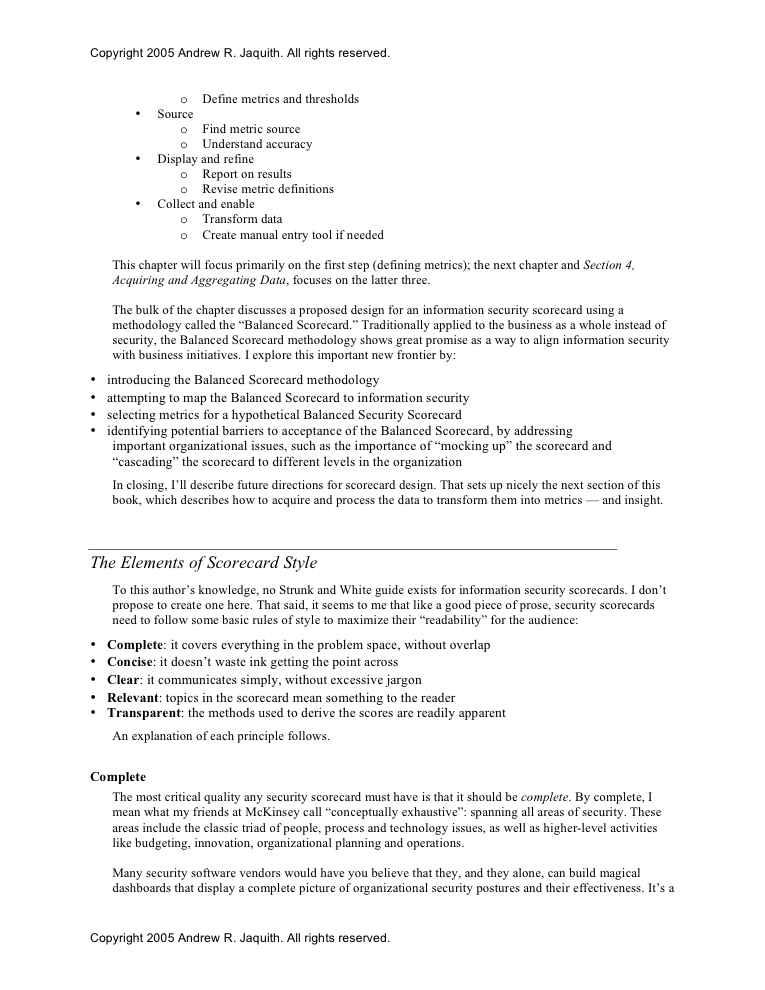 Copyright 2005 Andrew R. Jaquith. All rights reserved.
o Define metrics and thresholds
• Source
o Find metric source
o Understand accuracy
• Display and refine
o Report on results
o Revise metric definitions
• Collect and enable
o Transform data
o Create manual entry tool if needed
This chapter will focus primarily on the first step (defining metrics); the next chapter and Section 4,
Acquiring and Aggregating Data, focuses on the latter three.
The bulk of the chapter discusses a proposed design for an information security scorecard using a
methodology called the “Balanced Scorecard.” Traditionally applied to the business as a whole instead of
security, the Balanced Scorecard methodology shows great promise as a way to align information security
with business initiatives. I explore this important new frontier by:
• introducing the Balanced Scorecard methodology
• attempting to map the Balanced Scorecard to information security
• selecting metrics for a hypothetical Balanced Security Scorecard
• identifying potential barriers to acceptance of the Balanced Scorecard, by addressing
important organizational issues, such as the importance of “mocking up” the scorecard and
“cascading” the scorecard to different levels in the organization
In closing, I’ll describe future directions for scorecard design. That sets up nicely the next section of this
book, which describes how to acquire and process the data to transform them into metrics — and insight.
The Elements of Scorecard Style
To this author’s knowledge, no Strunk and White guide exists for information security scorecards. I don’t
propose to create one here. That said, it seems to me that like a good piece of prose, security scorecards
need to follow some basic rules of style to maximize their “readability” for the audience:
• Complete: it covers everything in the problem space, without overlap
• Concise: it doesn’t waste ink getting the point across
• Clear: it communicates simply, without excessive jargon
• Relevant: topics in the scorecard mean something to the reader
• Transparent: the methods used to derive the scores are readily apparent
An explanation of each principle follows.
Complete
The most critical quality any security scorecard must have is that it should be complete. By complete, I
mean what my friends at McKinsey call “conceptually exhaustive”: spanning all areas of security. These
areas include the classic triad of people, process and technology issues, as well as higher-level activities
like budgeting, innovation, organizational planning and operations.
Many security software vendors would have you believe that they, and they alone, can build magical
dashboards that display a complete picture of organizational security postures and their effectiveness. It’s a
Copyright 2005 Andrew R. Jaquith. All rights reserved.